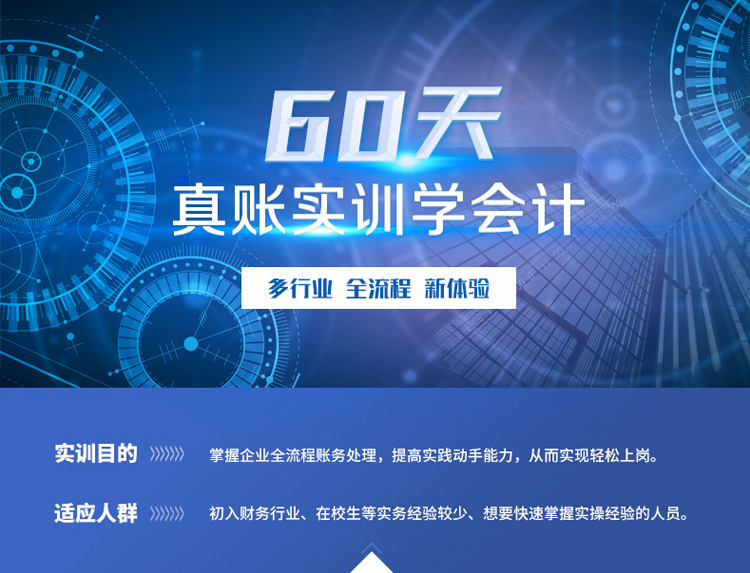 60天
真账实训学会计
多行业 全流程 新体验
实训目的 》》》 掌握企业全流程账务处理，提高实践动手能力，从而实现轻松上岗。
适应人群 》》》 初入财务行业、在校生等实务经验较少、想要快速掌握实操经验的人员。